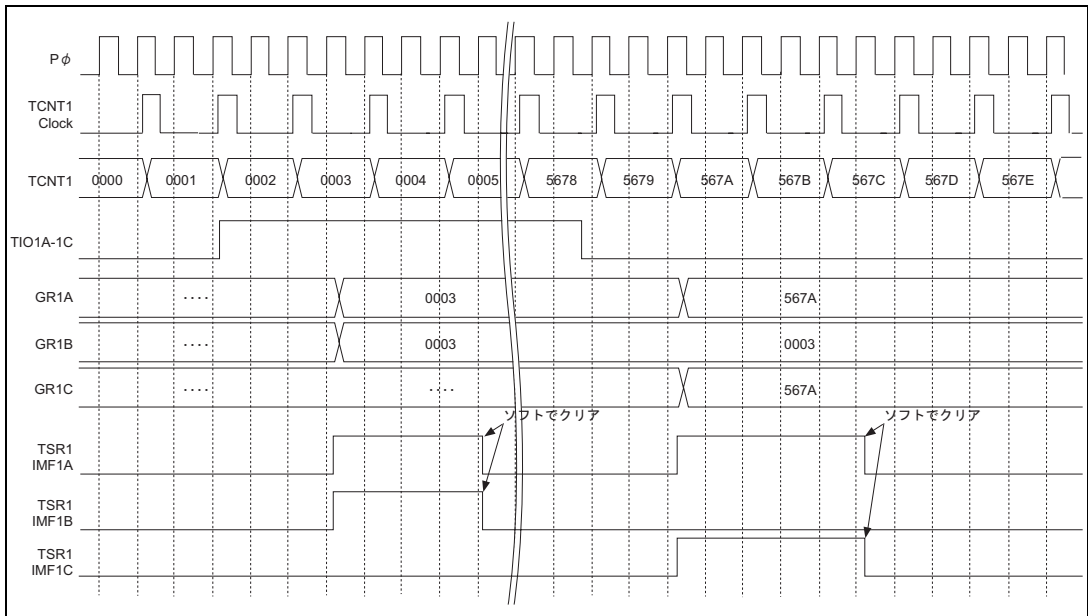 Pφ
TCNT1
Clock
TCNT1 0000 0001 0002 0003 0004 0005 5678 5679 567A 567B 567C 567D 567E
TIO1A-1C
GR1A ‥‥ 0003 567A
GR1B ‥‥ 0003 0003
GR1C ‥‥ ‥‥ 567A
ソフトでクリア ソフトでクリア
TSR1
IMF1A
TSR1
IMF1B
TSR1
IMF1C